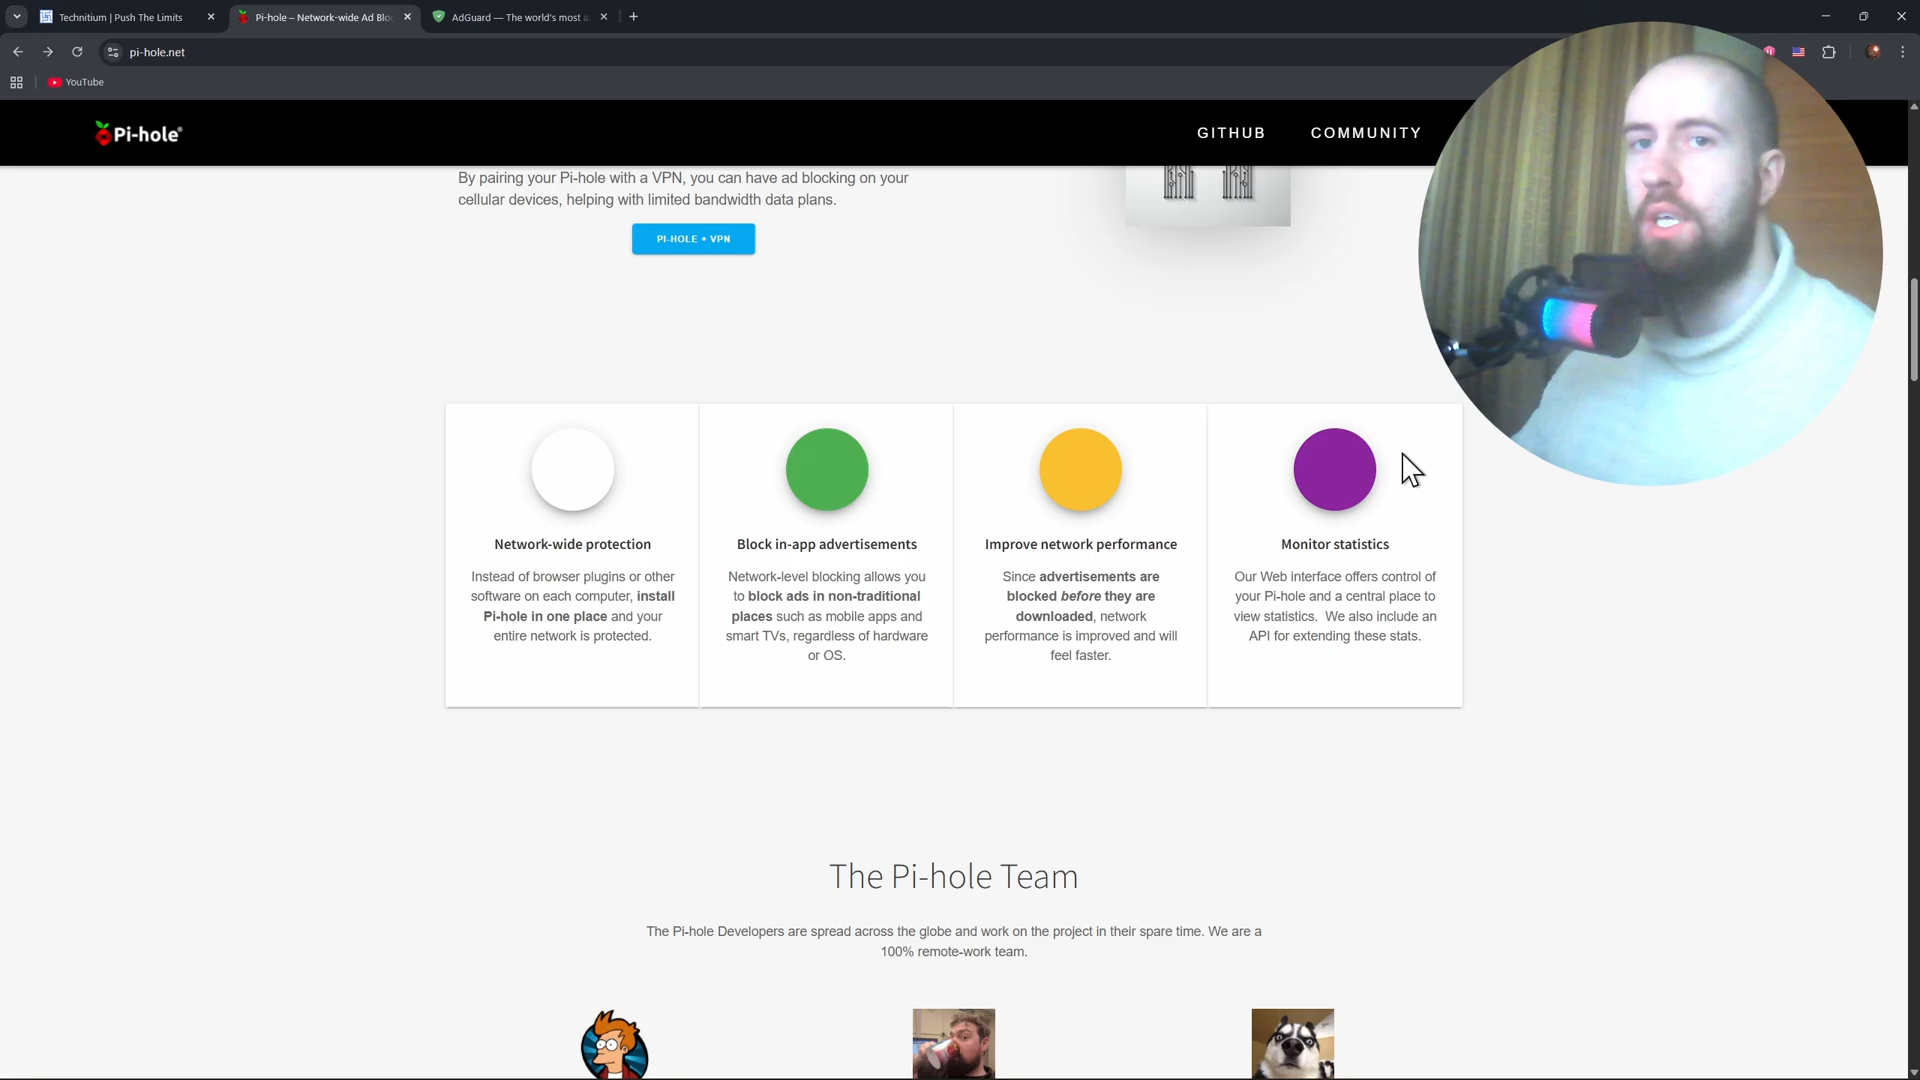 Technitium | Push The Limits
Pi-hole – Network-wide Ad Blo
AdGuard — The world's most a
pi-hole.net
YouTube
Pi-hole®
GITHUB
COMMUNITY
By pairing your Pi-hole with a VPN, you can have ad blocking on your
cellular devices, helping with limited bandwidth data plans.
PI-HOLE + VPN
Network-wide protection
Instead of browser plugins or other
software on each computer, install
Pi-hole in one place and your
entire network is protected.
Block in-app advertisements
Network-level blocking allows you
to block ads in non-traditional
places such as mobile apps and
smart TVs, regardless of hardware
or OS.
Improve network performance
Since advertisements are
blocked before they are
downloaded, network
performance is improved and will
feel faster.
Monitor statistics
Our Web interface offers control of
your Pi-hole and a central place to
view statistics.  We also include an
API for extending these stats.
The Pi-hole Team
The Pi-hole Developers are spread across the globe and work on the project in their spare time. We are a
100% remote-work team.